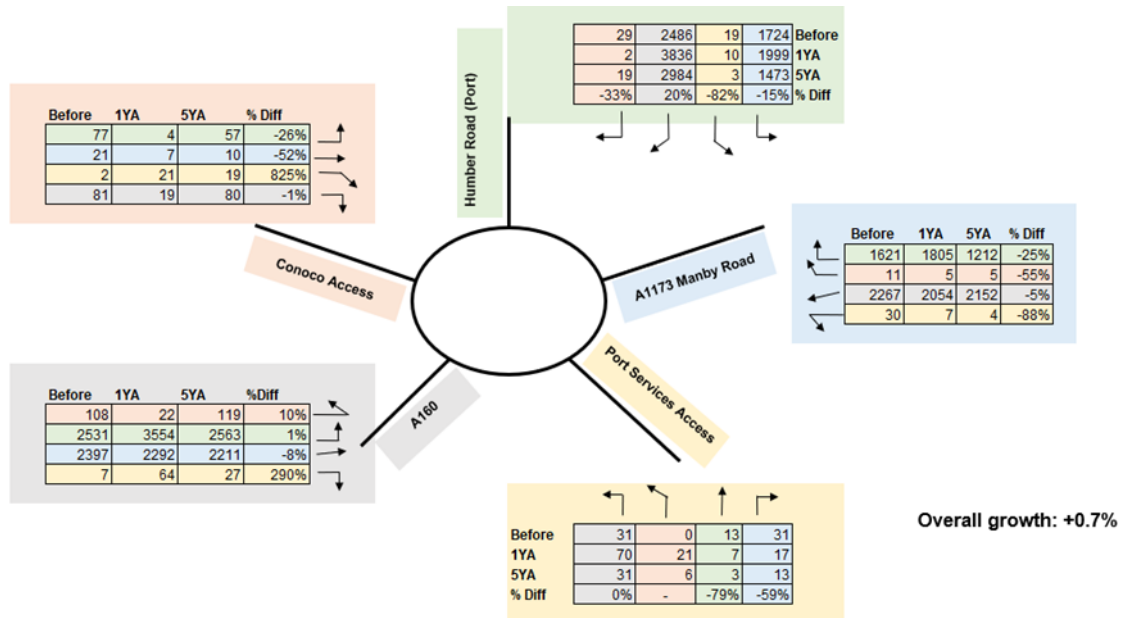 29 2486 19 1724 Before
2 3836 10 1999 1YA
19 2984 3 1473 5YA
-33% 20% -82% -15% % Diff
Humber Road (Port)
Before 1YA 5YA % Diff
77 4 57 -26%
21 7 10 -52%
2 21 19 825%
81 19 80 -1%
Conoco Access
A1173 Manby Road
Before 1YA 5YA % Diff
1621 1805 1212 -25%
11 5 5 -55%
2267 2054 2152 -5%
30 7 4 -88%
Port Services Access
A160
Before 1YA 5YA %Diff
108 22 119 10%
2531 3554 2563 1%
2397 2292 2211 -8%
7 64 27 290%
Before 31 0 13 31
1YA 70 21 7 17
5YA 31 6 3 13
% Diff 0% - -79% -59%
Overall growth: +0.7%